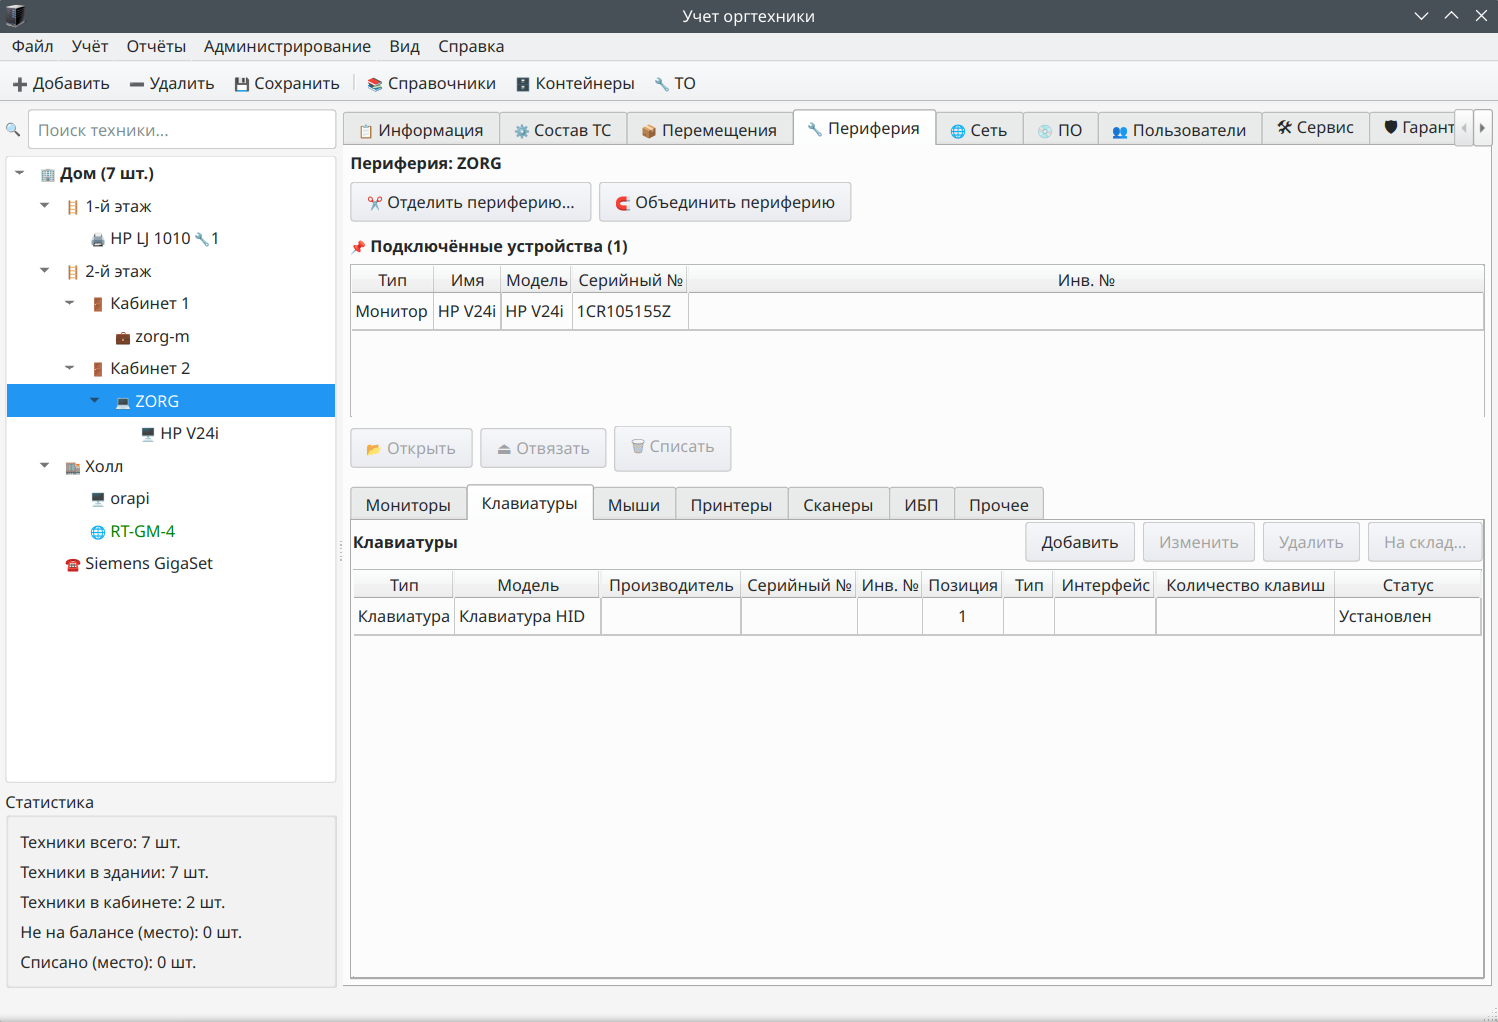 Учет оргтехники
Файл Учёт Отчёты Администрирование Вид Справка
Добавить Удалить Сохранить Справочники Контейнеры ТО
Поиск техники...
Дом (7 шт.)
1-й этаж
HP LJ 1010 1
2-й этаж
Кабинет 1
zorg-m
Кабинет 2
ZORG
HP V24i
Холл
orapi
RT-GM-4
Siemens GigaSet
Статистика
Техники всего: 7 шт.
Техники в здании: 7 шт.
Техники в кабинете: 2 шт.
Не на балансе (место): 0 шт.
Списано (место): 0 шт.
Информация Состав ТС Перемещения Периферия Сеть ПО Пользователи Сервис Гарант
Периферия: ZORG
Отделить периферию... Объединить периферию
Подключённые устройства (1)
Тип Имя Модель Серийный № Инв. №
Монитор HP V24i HP V24i 1CR105155Z
Открыть Отвязать Списать
Мониторы Клавиатуры Мыши Принтеры Сканеры ИБП Прочее
Клавиатуры Добавить Изменить Удалить На склад...
Тип Модель Производитель Серийный № Инв. № Позиция Тип Интерфейс Количество клавиш Статус
Клавиатура Клавиатура HID 1 Установлен